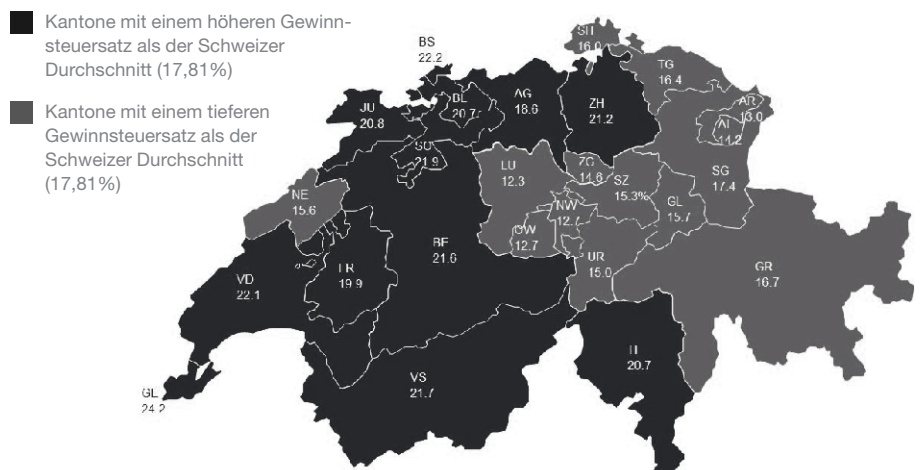 Kantone mit einem höheren Gewinn-
steuersatz als der Schweizer
Durchschnitt (17,81%)
Kantone mit einem tieferen
Gewinnsteuersatz als der
Schweizer Durchschnitt
(17,81%)
BS
22.2
SH
16.0
TG
16.4
JU
20.8
BL
20.7
AG
18.6
ZH
21.2
AR
13.0
AI
14.2
SO
21.9
LU
12.3
ZG
14.6
SZ
15.3%
SG
17.4
NE
15.6
NW
12.7
GL
15.7
OW
12.7
BE
21.6
UR
15.0
VD
22.1
FR
19.9
GR
16.7
VS
21.7
TI
20.7
GE
24.2